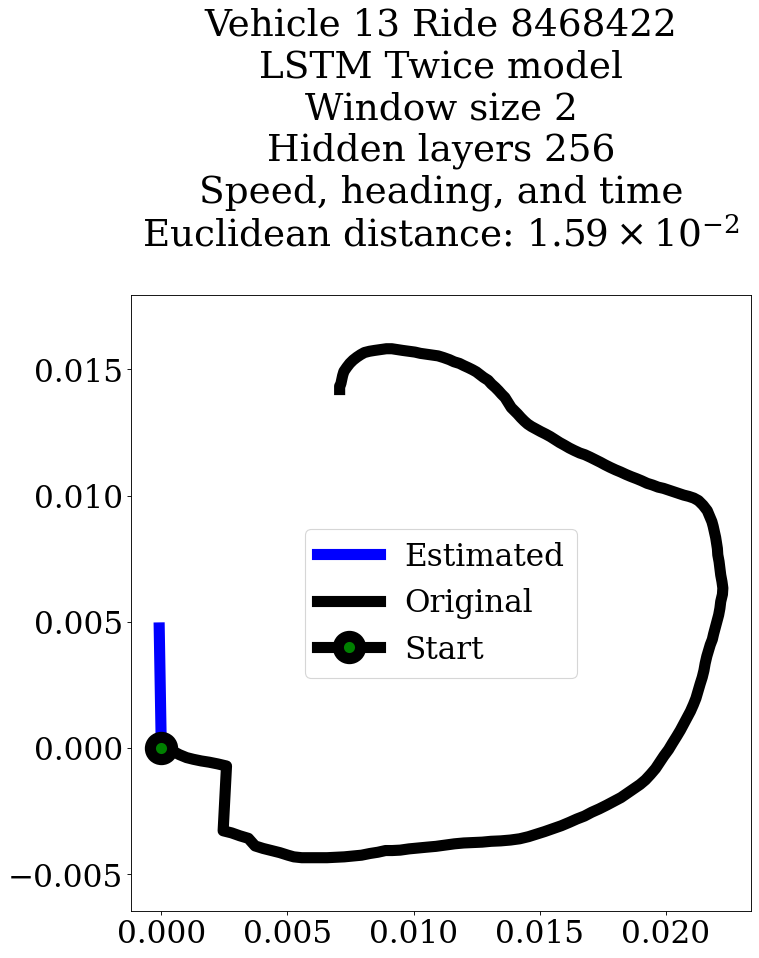 Vehicle 13 Ride 8468422
LSTM Twice model
Window size 2
Hidden layers 256
Speed, heading, and time
Euclidean distance: 1.59 × 10⁻²
0.015
0.010
0.005
0.000
−0.005
Estimated
Original
Start
0.000 0.005 0.010 0.015 0.020